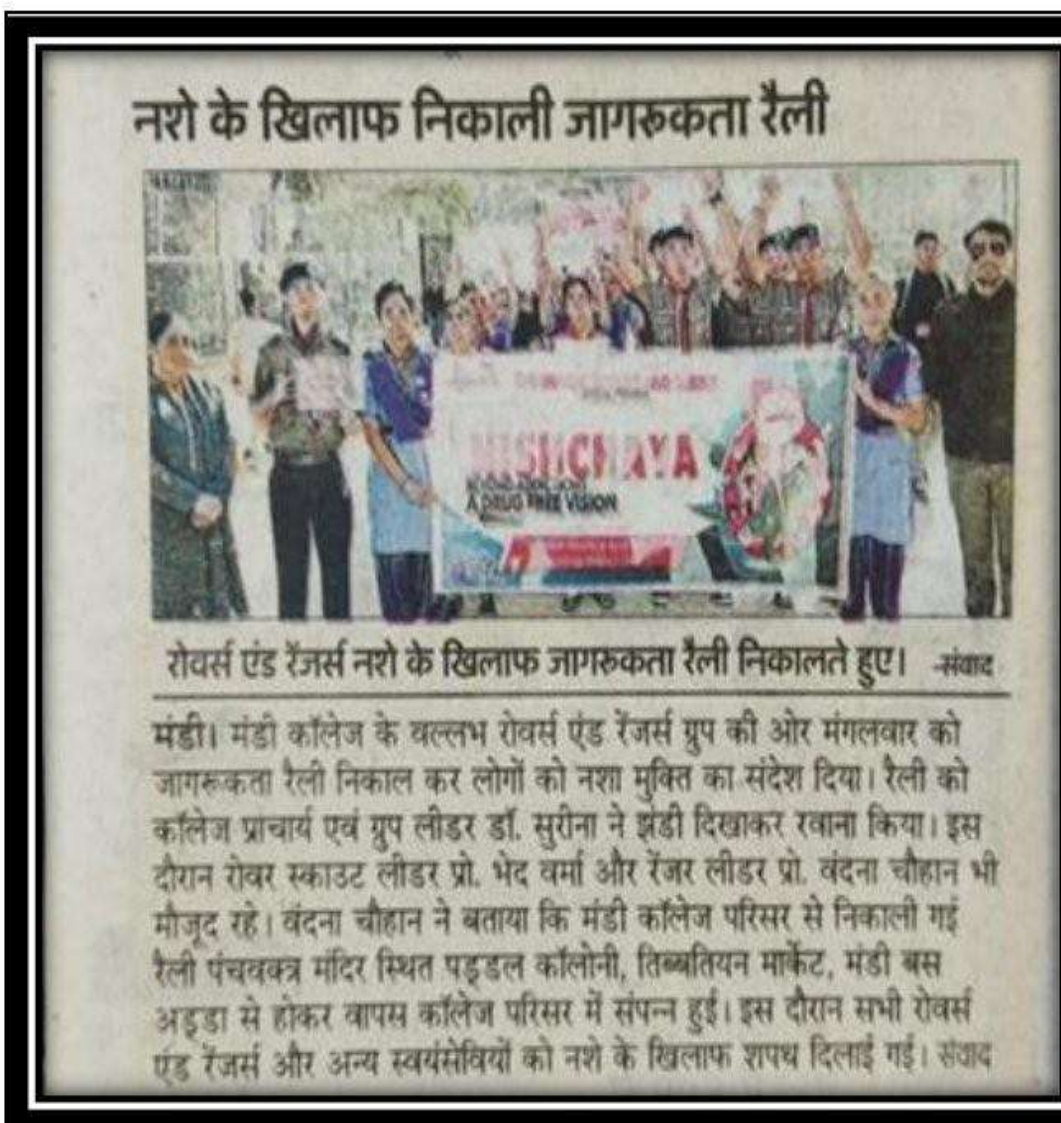 नशे के खिलाफ निकाली जागरूकता रैली
NISHCHAYA
A DRUG FREE VISION
रोवर्स एंड रेंजर्स नशे के खिलाफ जागरूकता रैली निकालते हुए। -संवाद
मंडी। मंडी कॉलेज के वल्लभ रोवर्स एंड रेंजर्स ग्रुप की ओर मंगलवार को
जागरूकता रैली निकाल कर लोगों को नशा मुक्ति का संदेश दिया। रैली को
कॉलेज प्राचार्य एवं ग्रुप लीडर डॉ. सुरीना ने झंडी दिखाकर रवाना किया। इस
दौरान रोवर स्काउट लीडर प्रो. भेद वर्मा और रेंजर लीडर प्रो. वंदना चौहान भी
मौजूद रहे। वंदना चौहान ने बताया कि मंडी कॉलेज परिसर से निकाली गई
रैली पंचवक्त्र मंदिर स्थित पड्डल कॉलोनी, तिब्बतियन मार्केट, मंडी बस
अड्डा से होकर वापस कॉलेज परिसर में संपन्न हुई। इस दौरान सभी रोवर्स
एंड रेंजर्स और अन्य स्वयंसेवियों को नशे के खिलाफ शपथ दिलाई गई। संवाद